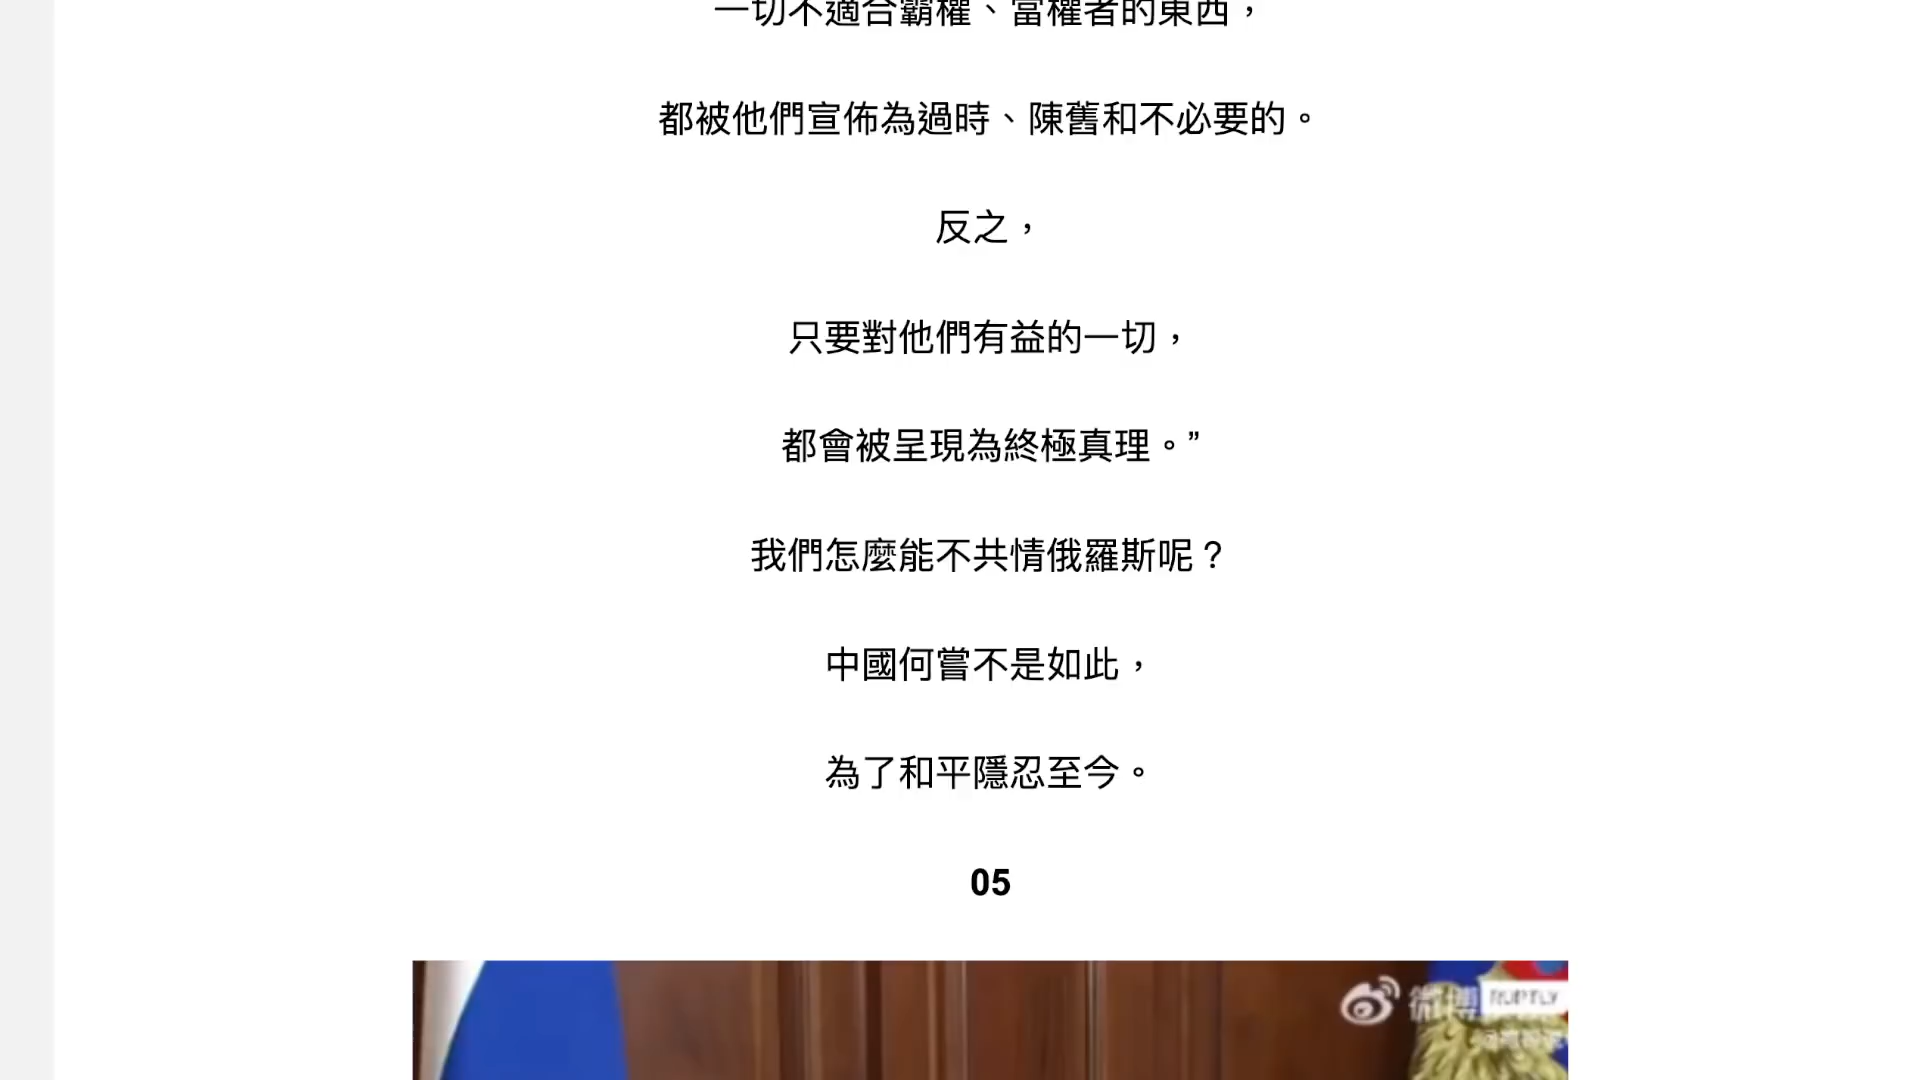 一切不適合霸權、當權者的東西，
都被他們宣佈為過時、陳舊和不必要的。
反之，
只要對他們有益的一切，
都會被呈現為終極真理。”
我們怎麼能不共情俄羅斯呢？
中國何嘗不是如此，
為了和平隱忍至今。
05
微博 RUPTLY